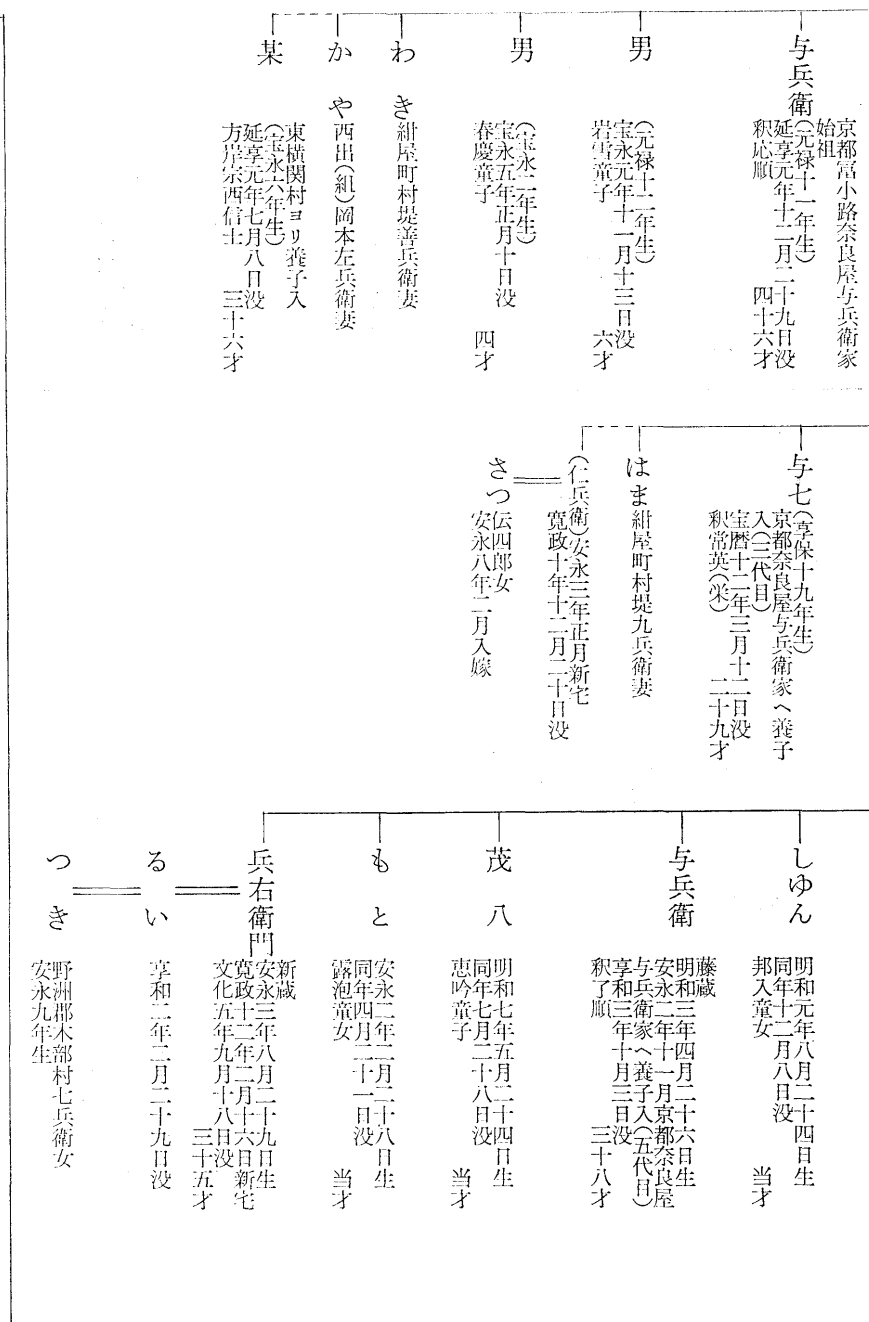 与兵衛
京都富小路奈良屋与兵衛家
始祖
(元禄十一年生)
延享元年十二月二十九日没
釈応順 四十六才
男
(元禄十二年生)
宝永元年十一月十三日没
岩雪童子 六才
男
(宝永二年生)
宝永五年正月十日没
春慶童子 四才
わき
紺屋町村堤善兵衛妻
かや
西出(組)岡本左兵衛妻
某
東横関村ヨリ養子入
(宝永六年生)
延享元年七月八日没
方岸宗西信士 三十六才
与七
(享保十九年生)
京都奈良屋与兵衛家へ養子
入(三代目)
宝暦十二年三月十二日没
釈常英(栄) 二十九才
はま
紺屋町村堤九兵衛妻
(仁兵衛)
安永三年正月新宅
寛政十年十二月二十日没
さつ
伝四郎女
安永八年二月入嫁
しゆん
明和元年八月二十四日生
同年十二月八日没
邦入童女 当才
与兵衛
藤蔵
明和三年四月二十六日生
安永二年十一月京都奈良屋
与兵衛家へ養子入(五代目)
享和三年十月三日没
釈了順 三十八才
茂八
明和七年五月二十四日生
同年七月二十八日没
恵吟童子 当才
もと
安永二年二月二十八日生
同年四月二十一日没
露泡童女 当才
兵右衛門
新蔵
安永三年八月二十九日生
寛政十二年二月十六日新宅
文化五年九月十八日没
三十五才
るい
享和二年二月二十九日没
つき
野洲郡木部村七兵衛女
安永九年生